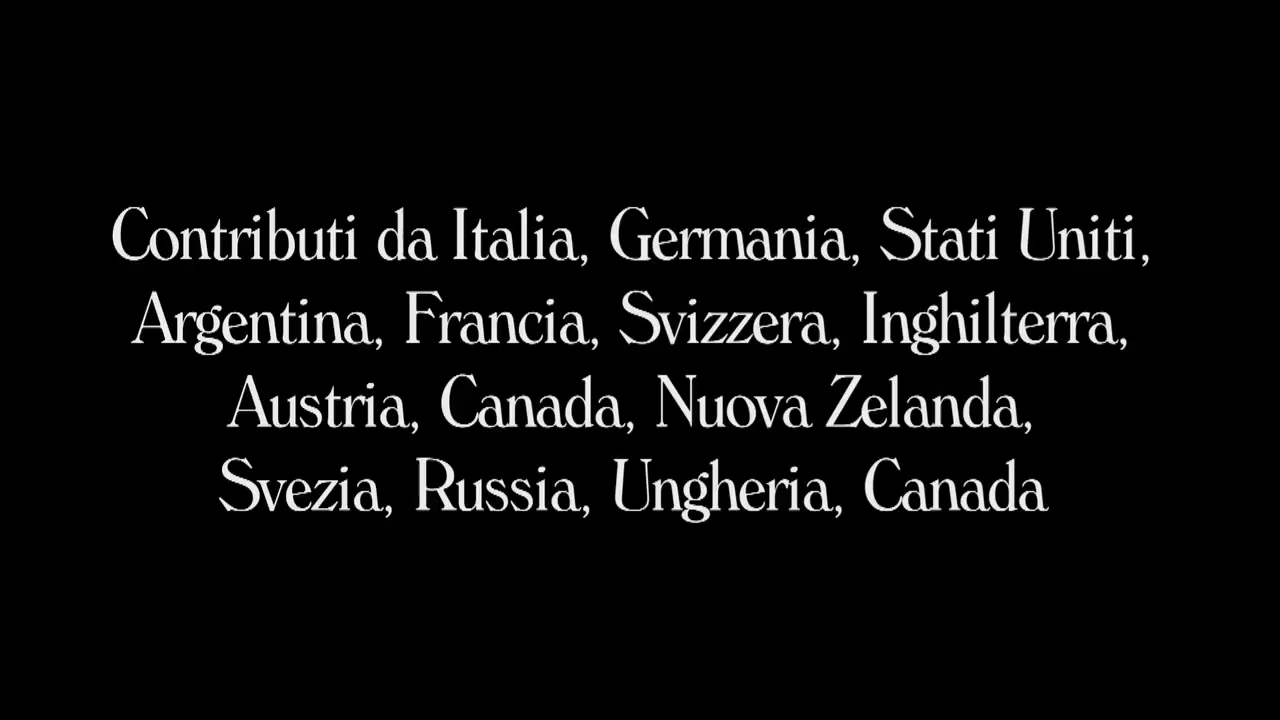 Contributi da Italia, Germania, Stati Uniti,
Argentina, Francia, Svizzera, Inghilterra,
Austria, Canada, Nuova Zelanda,
Svezia, Russia, Ungheria, Canada